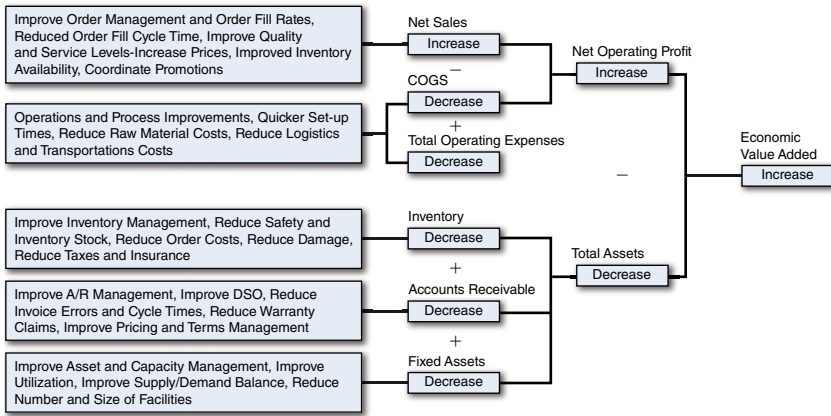 Improve Order Management and Order Fill Rates,
Reduced Order Fill Cycle Time, Improve Quality
and Service Levels-Increase Prices, Improved Inventory
Availability, Coordinate Promotions
Net Sales
Increase
−
COGS
Decrease
+
Total Operating Expenses
Decrease
Operations and Process Improvements, Quicker Set-up
Times, Reduce Raw Material Costs, Reduce Logistics
and Transportations Costs
Net Operating Profit
Increase
−
Economic
Value Added
Increase
Improve Inventory Management, Reduce Safety and
Inventory Stock, Reduce Order Costs, Reduce Damage,
Reduce Taxes and Insurance
Inventory
Decrease
+
Total Assets
Decrease
Improve A/R Management, Improve DSO, Reduce
Invoice Errors and Cycle Times, Reduce Warranty
Claims, Improve Pricing and Terms Management
Accounts Receivable
Decrease
+
Improve Asset and Capacity Management, Improve
Utilization, Improve Supply/Demand Balance, Reduce
Number and Size of Facilities
Fixed Assets
Decrease